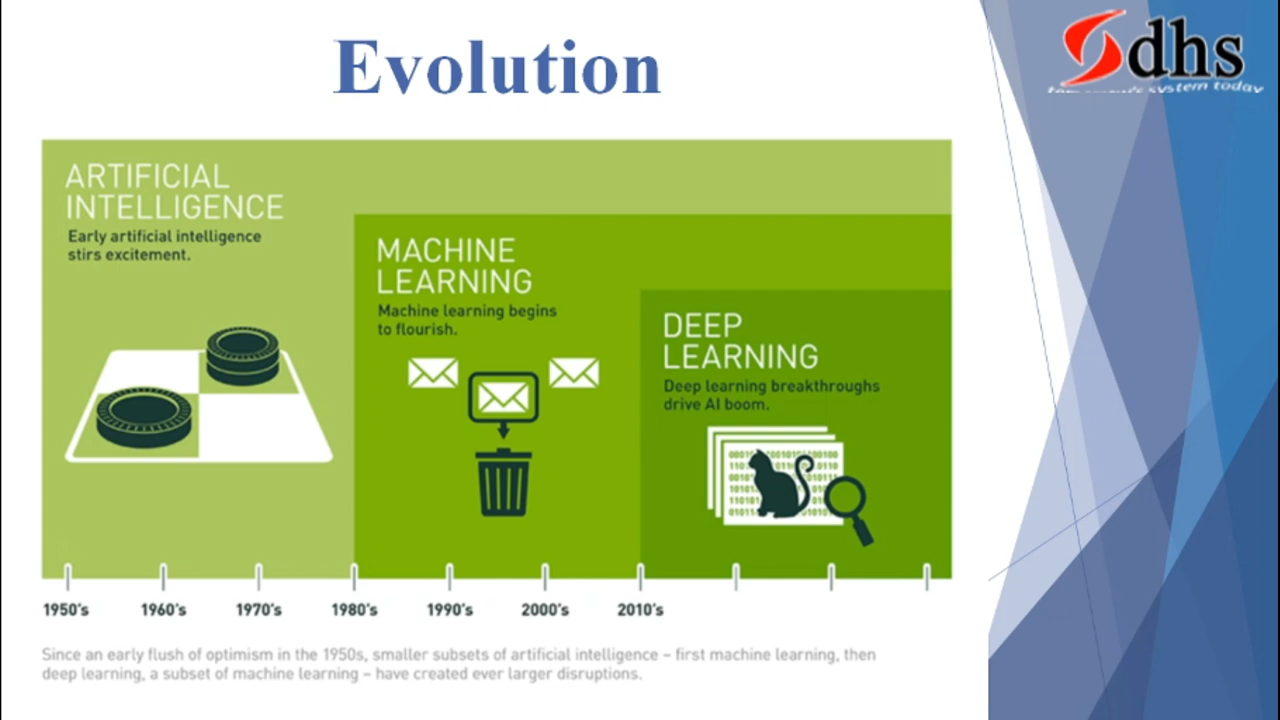 Evolution
dhs
system today
ARTIFICIAL
INTELLIGENCE
Early artificial intelligence
stirs excitement.
MACHINE
LEARNING
Machine learning begins
to flourish.
DEEP
LEARNING
Deep learning breakthroughs
drive AI boom.
1950's 1960's 1970's 1980's 1990's 2000's 2010's
Since an early flush of optimism in the 1950s, smaller subsets of artificial intelligence – first machine learning, then
deep learning, a subset of machine learning – have created ever larger disruptions.